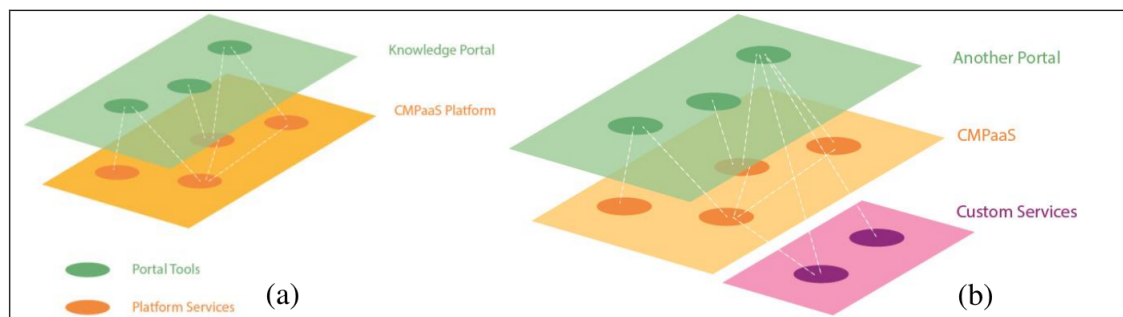 Knowledge Portal
CMPaaS Platform
Portal Tools
Platform Services
(a)
Another Portal
CMPaaS
Custom Services
(b)